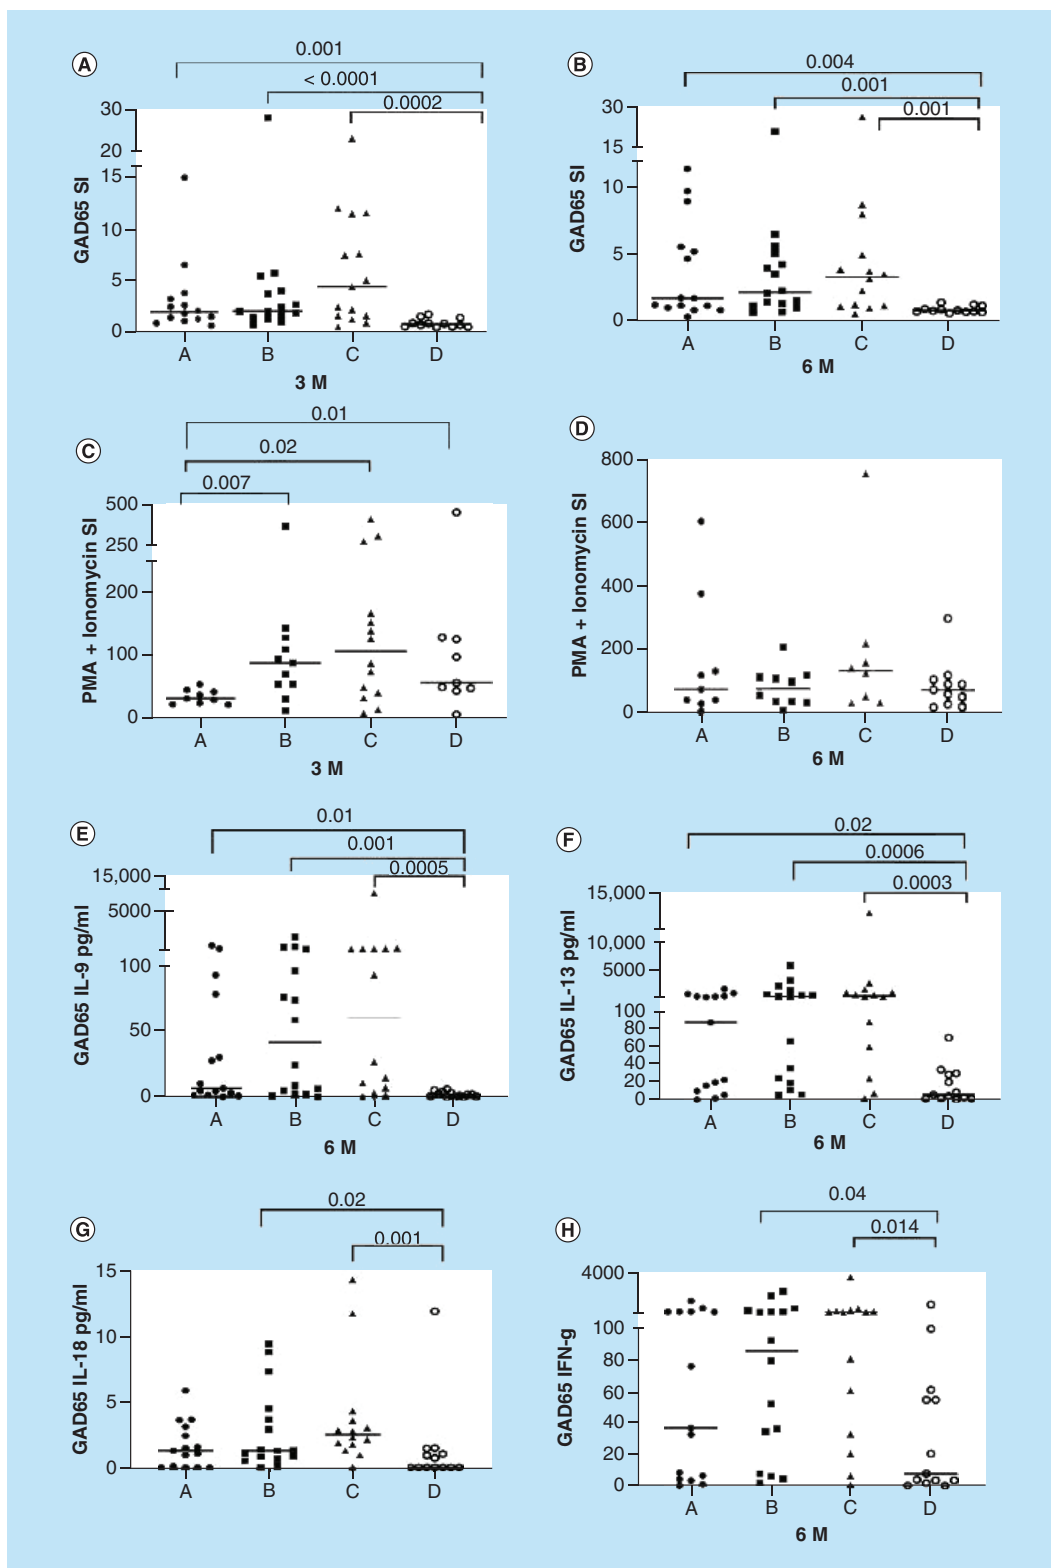 A
0.001
< 0.0001
0.0002
GAD65 SI
30
20
15
10
5
0
A B C D
3 M
B
0.004
0.001
0.001
GAD65 SI
30
15
10
5
0
A B C D
6 M
C
0.01
0.02
0.007
PMA + Ionomycin SI
500
250
200
100
0
A B C D
3 M
D
PMA + Ionomycin SI
800
600
400
200
0
A B C D
6 M
E
0.01
0.001
0.0005
GAD65 IL-9 pg/ml
15,000
5000
100
50
0
A B C D
6 M
F
0.02
0.0006
0.0003
GAD65 IL-13 pg/ml
15,000
10,000
5000
100
80
60
40
20
0
A B C D
6 M
G
0.02
0.001
GAD65 IL-18 pg/ml
15
10
5
0
A B C D
H
0.04
0.014
GAD65 IFN-g
4000
100
80
60
40
20
0
A B C D
6 M